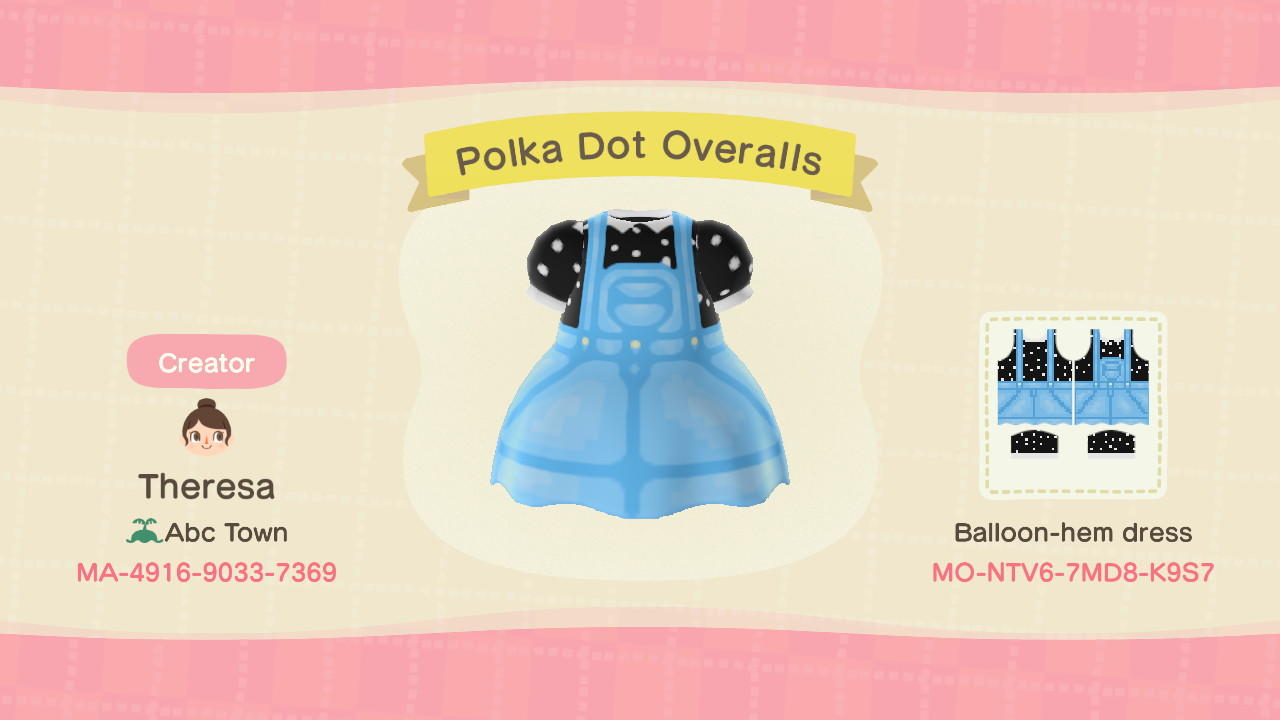 Polka Dot Overalls
Creator
Theresa
Abc Town
MA-4916-9033-7369
Balloon-hem dress
MO-NTV6-7MD8-K9S7